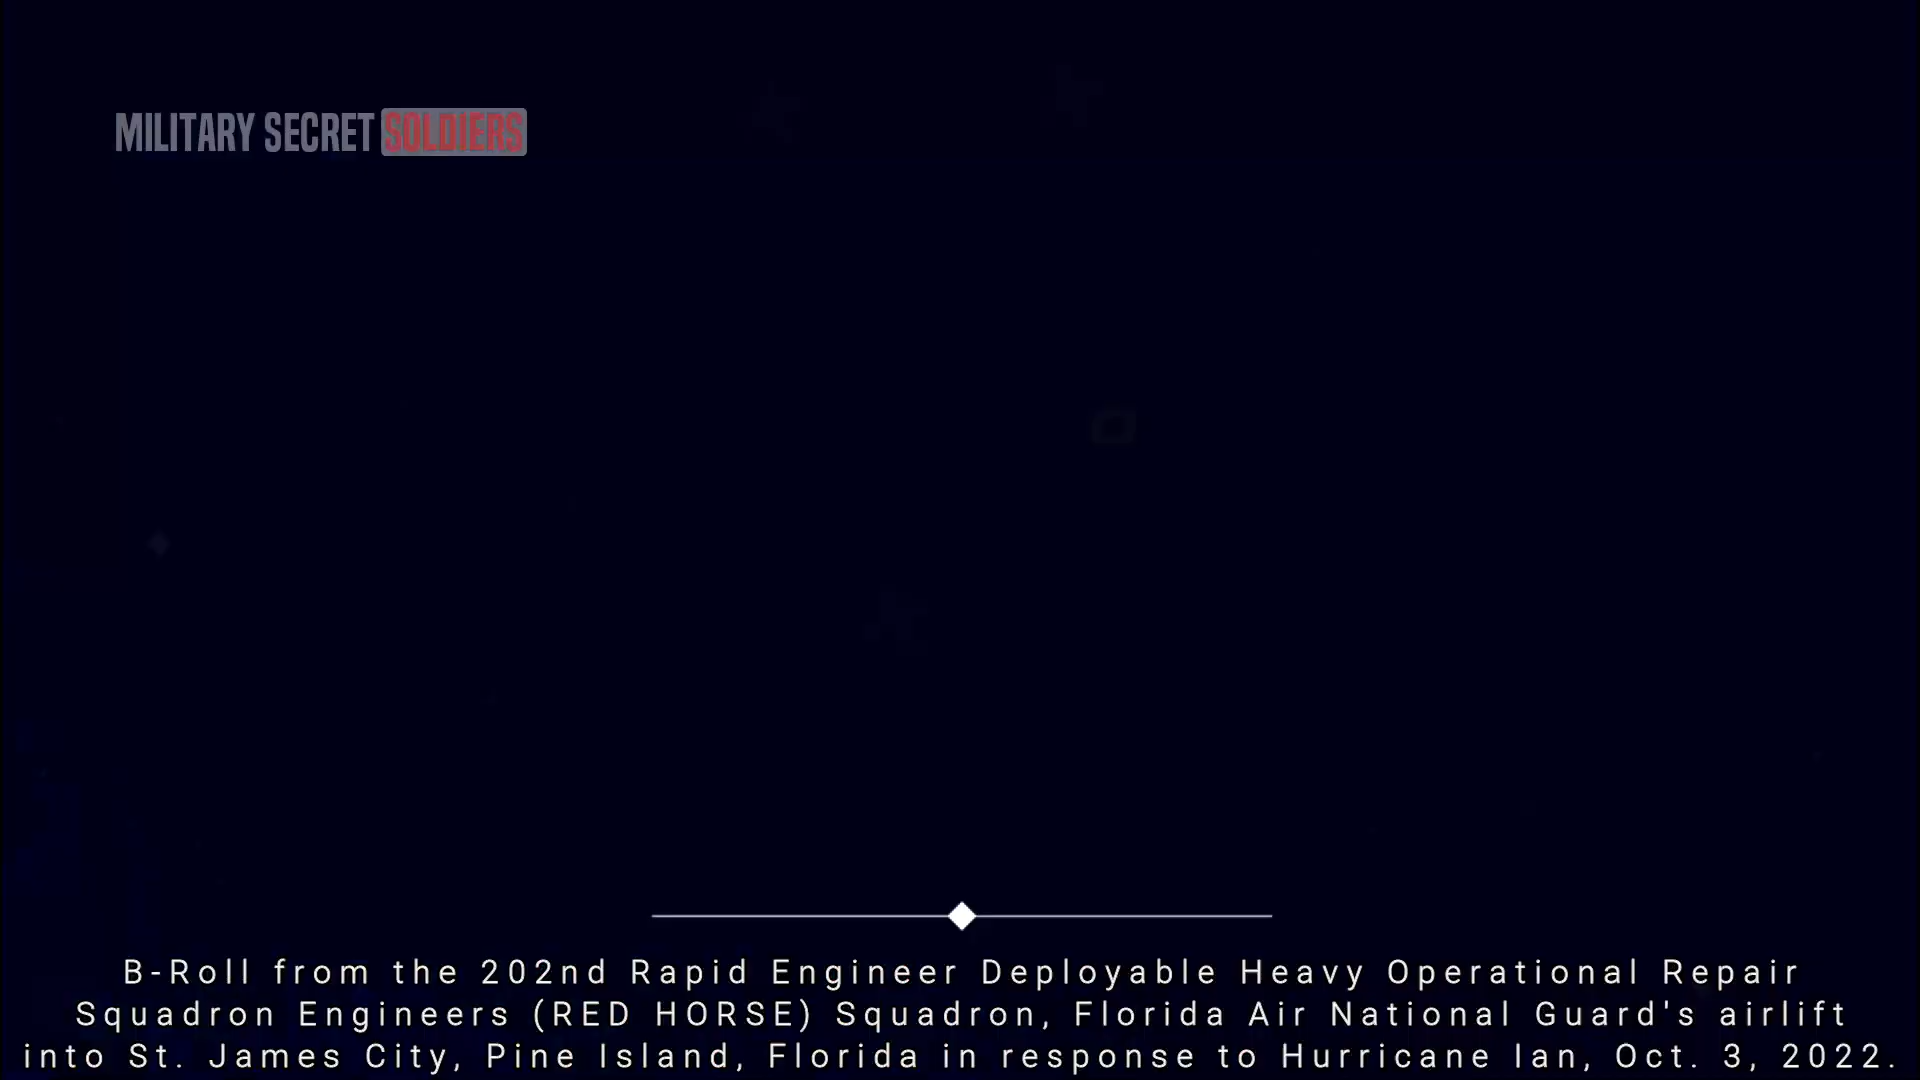 MILITARY SECRET SOLDIERS
B-Roll from the 202nd Rapid Engineer Deployable Heavy Operational Repair
Squadron Engineers (RED HORSE) Squadron, Florida Air National Guard's airlift
into St. James City, Pine Island, Florida in response to Hurricane Ian, Oct. 3, 2022.